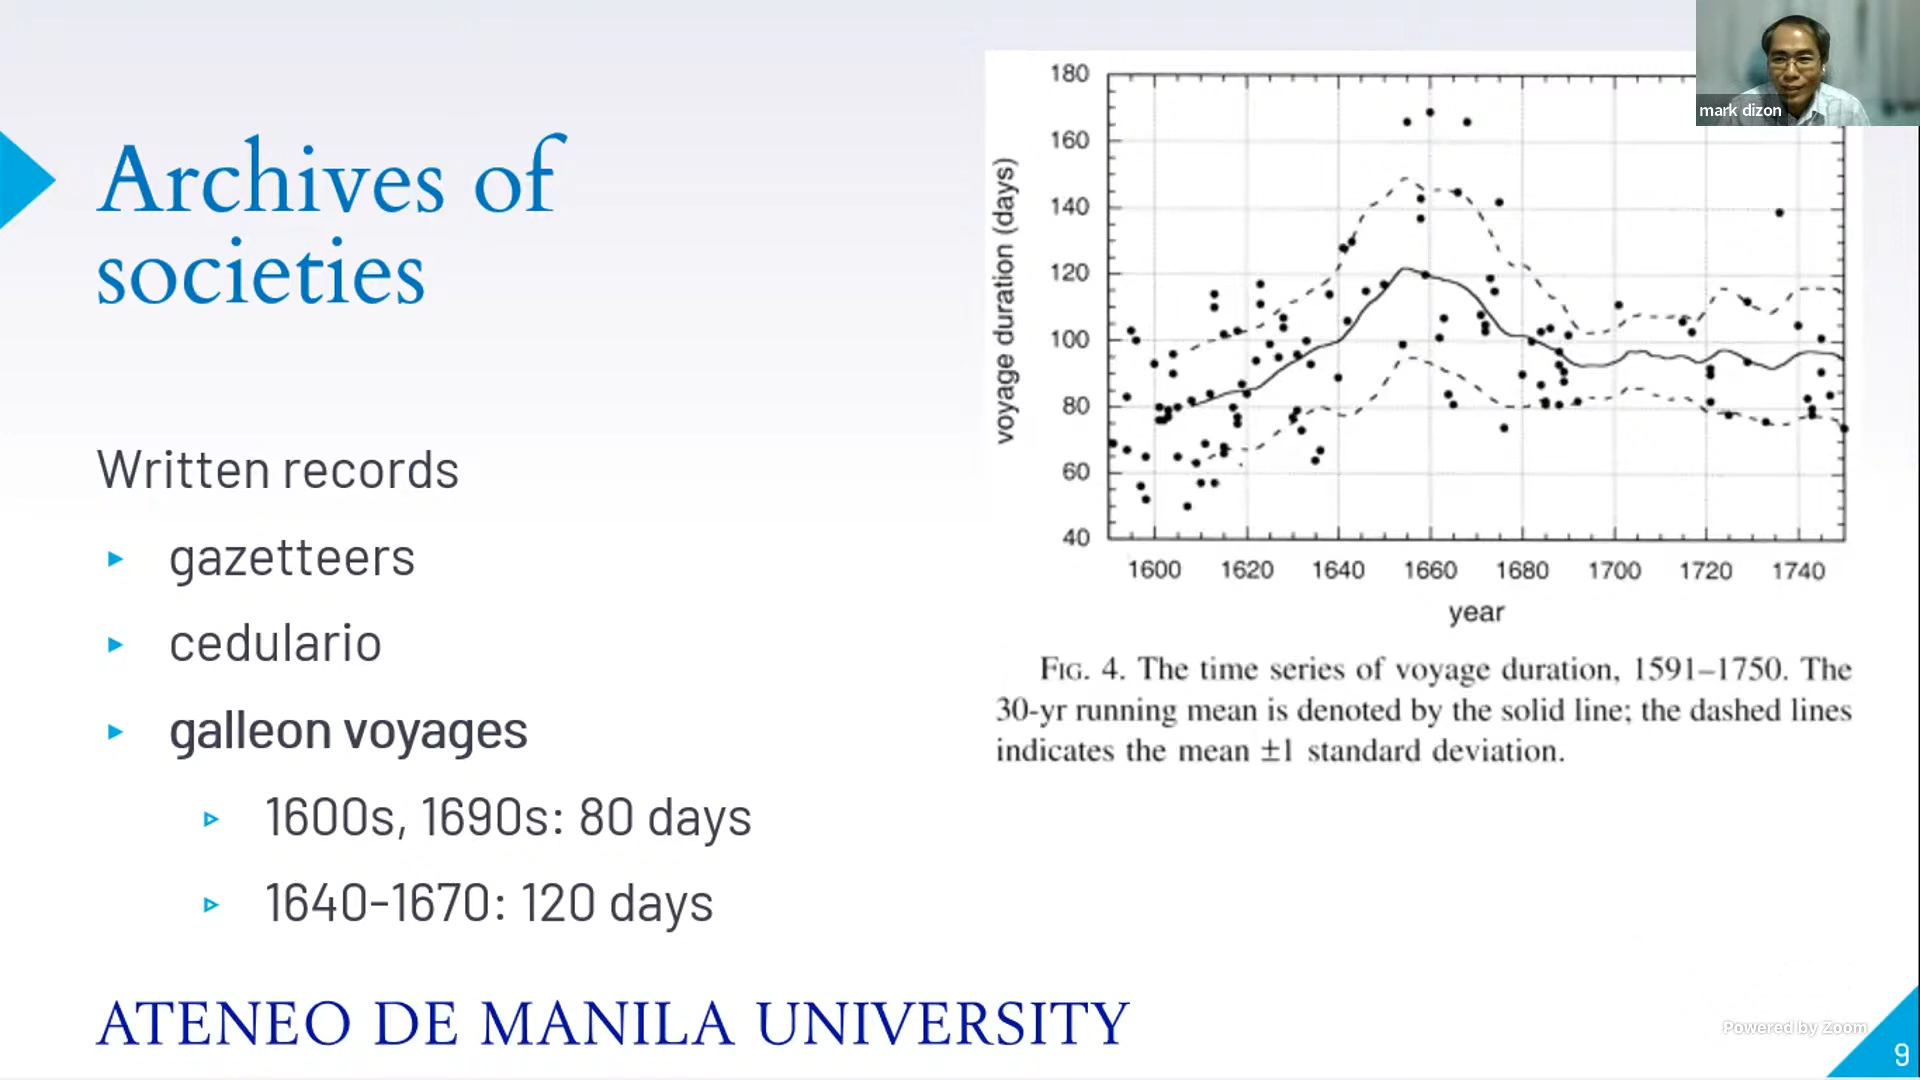 Archives of
societies
Written records
gazetteers
cedulario
galleon voyages
1600s, 1690s: 80 days
1640-1670: 120 days
ATENEO DE MANILA UNIVERSITY
180
160
140
120
100
80
60
40
voyage duration (days)
1600 1620 1640 1660 1680 1700 1720 1740
year
FIG. 4. The time series of voyage duration, 1591–1750. The
30-yr running mean is denoted by the solid line; the dashed lines
indicates the mean ±1 standard deviation.
mark dizon
Powered by Zoom
9